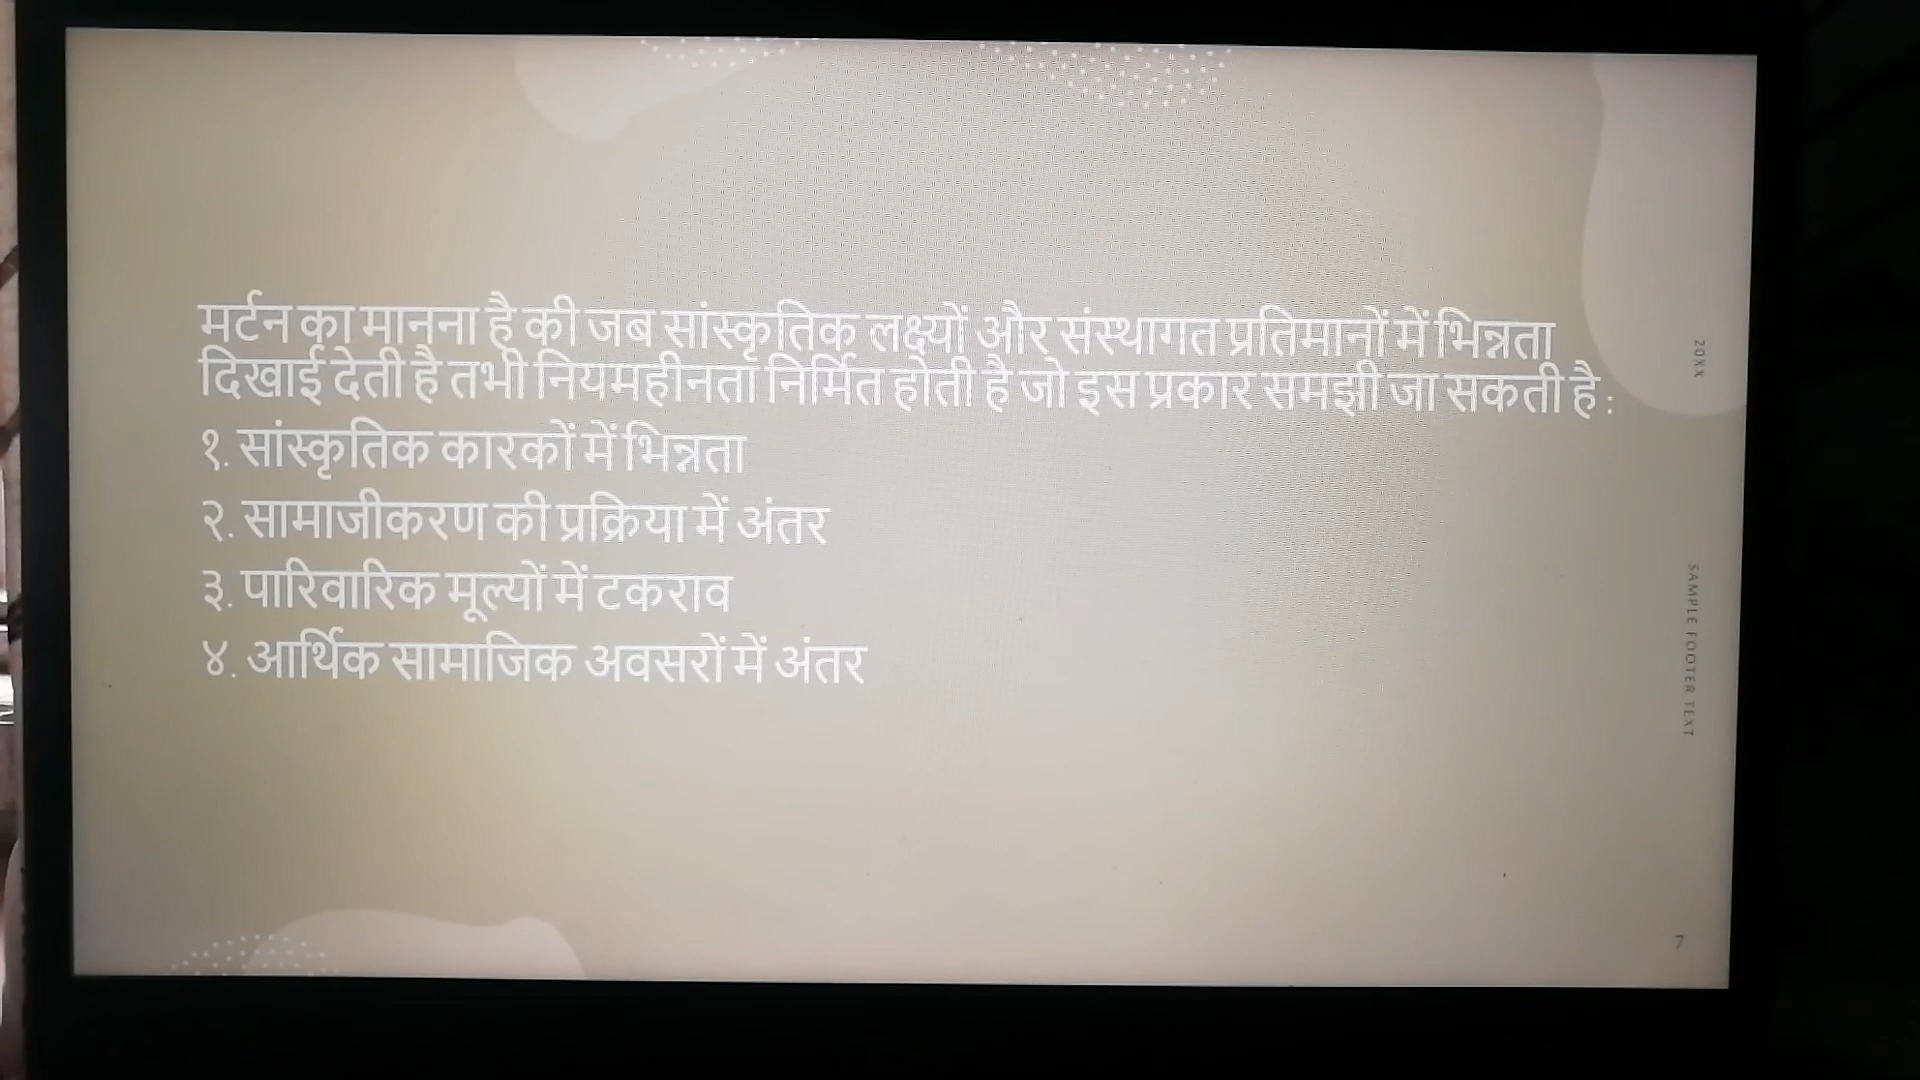 मर्टन का मानना है की जब सांस्कृतिक लक्ष्यों और संस्थागत प्रतिमानों में भिन्नता
दिखाई देती है तभी नियमहीनता निर्मित होती है जो इस प्रकार समझी जा सकती है :
१. सांस्कृतिक कारकों में भिन्नता
२. सामाजीकरण की प्रक्रिया में अंतर
३. पारिवारिक मूल्यों में टकराव
४. आर्थिक सामाजिक अवसरों में अंतर
20XX
SAMPLE FOOTER TEXT
7